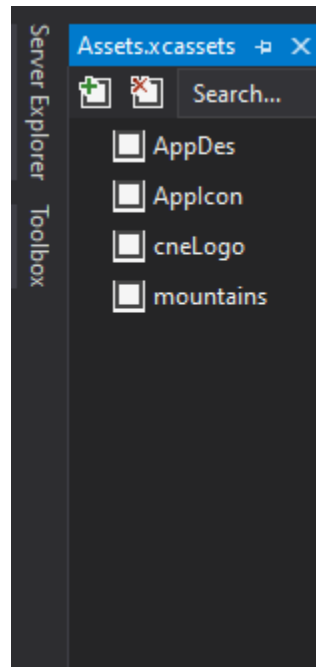 Server Explorer
Toolbox
Assets.xcassets
Search...
AppDes
AppIcon
cneLogo
mountains